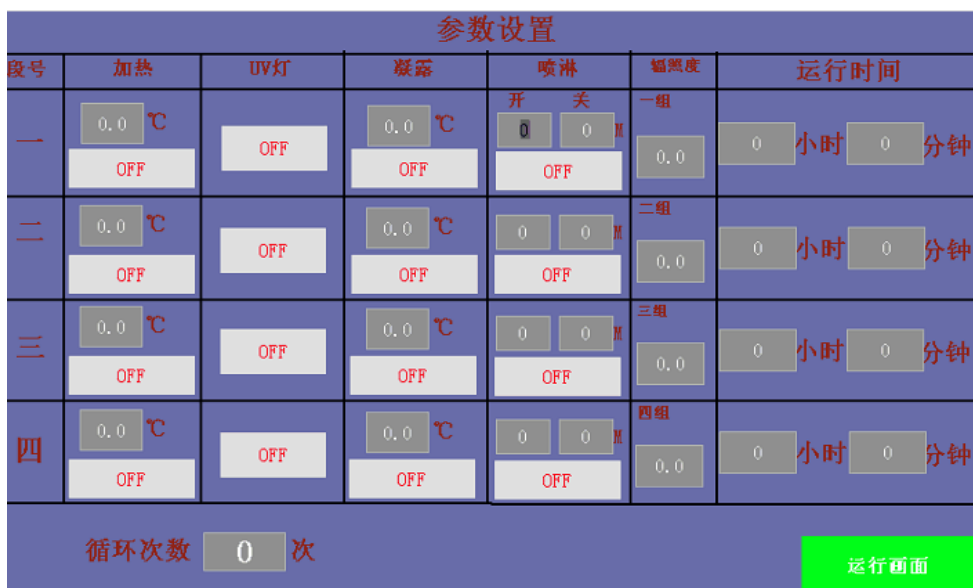 参数设置
段号 加热 UV灯 凝露 喷淋 辐照度 运行时间
开 关 一组
一 0.0 ℃ OFF OFF 0.0 ℃ OFF 0 0 M OFF 0.0 0 小时 0 分钟
二组
二 0.0 ℃ OFF OFF 0.0 ℃ OFF 0 0 M OFF 0.0 0 小时 0 分钟
三组
三 0.0 ℃ OFF OFF 0.0 ℃ OFF 0 0 M OFF 0.0 0 小时 0 分钟
四组
四 0.0 ℃ OFF OFF 0.0 ℃ OFF 0 0 M OFF 0.0 0 小时 0 分钟
循环次数 0 次
运行画面